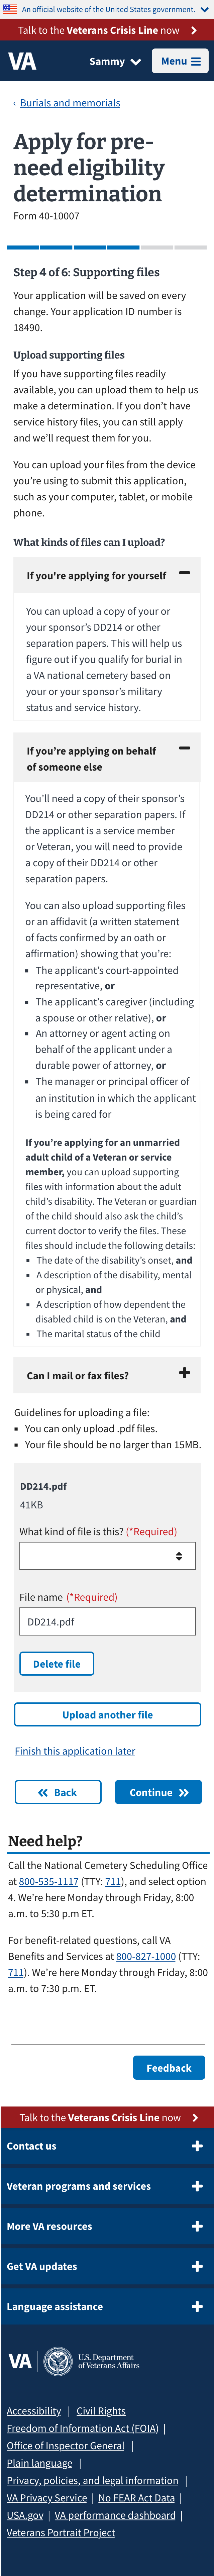 An official website of the United States government.
Talk to the Veterans Crisis Line now
VA
Sammy
Menu
‹ Burials and memorials
Apply for pre-
need eligibility
determination
Form 40-10007
Step 4 of 6: Supporting files
Your application will be saved on every
change. Your application ID number is
18490.
Upload supporting files
If you have supporting files readily
available, you can upload them to help us
make a determination. If you don't have
service history files, you can still apply
and we'll request them for you.
You can upload your files from the device
you're using to submit this application,
such as your computer, tablet, or mobile
phone.
What kinds of files can I upload?
If you're applying for yourself
You can upload a copy of your or
your sponsor's DD214 or other
separation papers. This will help us
figure out if you qualify for burial in
a VA national cemetery based on
your or your sponsor's military
status and service history.
If you're applying on behalf
of someone else
You'll need a copy of their sponsor's
DD214 or other separation papers. If
the applicant is a service member
or Veteran, you will need to provide
a copy of their DD214 or other
separation papers.
You can also upload supporting files
or an affidavit (a written statement
of facts confirmed by an oath or
affirmation) showing that you're:
▪ The applicant's court-appointed
representative, or
▪ The applicant's caregiver (including
a spouse or other relative), or
▪ An attorney or agent acting on
behalf of the applicant under a
durable power of attorney, or
▪ The manager or principal officer of
an institution in which the applicant
is being cared for
If you're applying for an unmarried
adult child of a Veteran or service
member, you can upload supporting
files with information about the adult
child's disability. The Veteran or guardian
of the child should also ask the child's
current doctor to verify the files. These
files should include the following details:
▪ The date of the disability's onset, and
▪ A description of the disability, mental
or physical, and
▪ A description of how dependent the
disabled child is on the Veteran, and
▪ The marital status of the child
Can I mail or fax files?
Guidelines for uploading a file:
▪ You can only upload .pdf files.
▪ Your file should be no larger than 15MB.
DD214.pdf
41KB
What kind of file is this? (*Required)
File name (*Required)
DD214.pdf
Delete file
Upload another file
Finish this application later
Back
Continue
Need help?
Call the National Cemetery Scheduling Office
at 800-535-1117 (TTY: 711), and select option
4. We're here Monday through Friday, 8:00
a.m. to 5:30 p.m ET.
For benefit-related questions, call VA
Benefits and Services at 800-827-1000 (TTY:
711). We're here Monday through Friday, 8:00
a.m. to 7:30 p.m. ET.
Feedback
Talk to the Veterans Crisis Line now
Contact us
Veteran programs and services
More VA resources
Get VA updates
Language assistance
VA
U.S. Department
of Veterans Affairs
Accessibility | Civil Rights
Freedom of Information Act (FOIA) |
Office of Inspector General |
Plain language |
Privacy, policies, and legal information |
VA Privacy Service | No FEAR Act Data |
USA.gov | VA performance dashboard |
Veterans Portrait Project